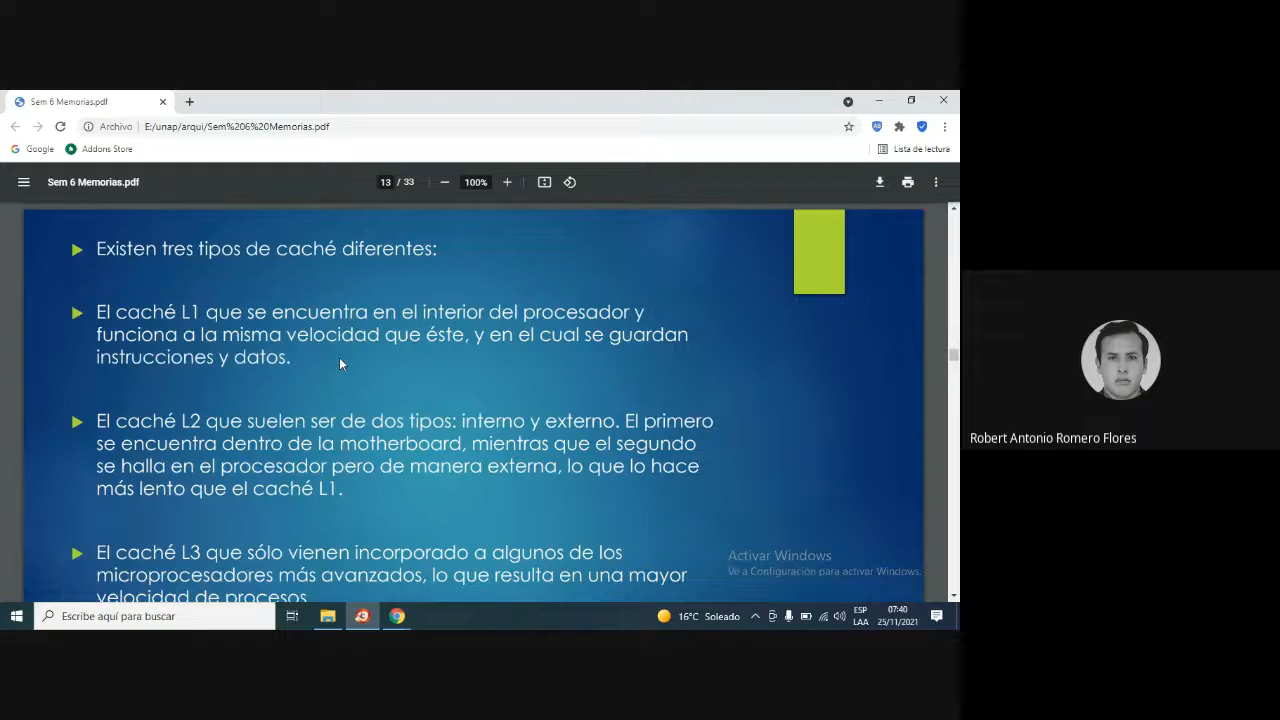 Sem 6 Memorias.pdf
Archivo E:/unap/arqui/Sem%206%20Memorias.pdf
Google Addons Store Lista de lectura
Sem 6 Memorias.pdf 13 / 33 100%
Existen tres tipos de caché diferentes:
El caché L1 que se encuentra en el interior del procesador y
funciona a la misma velocidad que éste, y en el cual se guardan
instrucciones y datos.
El caché L2 que suelen ser de dos tipos: interno y externo. El primero
se encuentra dentro de la motherboard, mientras que el segundo
se halla en el procesador pero de manera externa, lo que lo hace
más lento que el caché L1.
El caché L3 que sólo vienen incorporado a algunos de los
microprocesadores más avanzados, lo que resulta en una mayor
velocidad de procesos
Activar Windows
Ve a Configuración para activar Windows.
Escribe aquí para buscar
16°C Soleado
ESP
LAA
07:40
25/11/2021
Robert Antonio Romero Flores